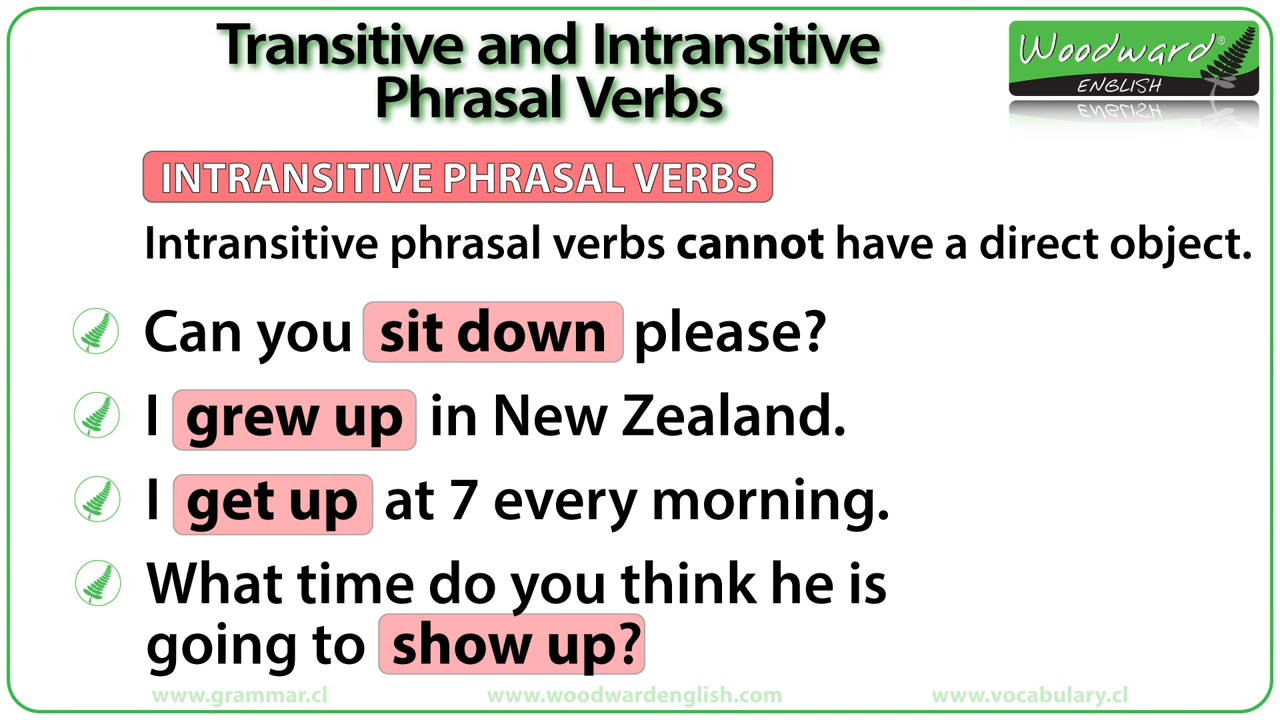 Transitive and Intransitive
Phrasal Verbs
Woodward®
ENGLISH
INTRANSITIVE PHRASAL VERBS
Intransitive phrasal verbs cannot have a direct object.
Can you sit down please?
I grew up in New Zealand.
I get up at 7 every morning.
What time do you think he is
going to show up?
www.grammar.cl www.woodwardenglish.com www.vocabulary.cl